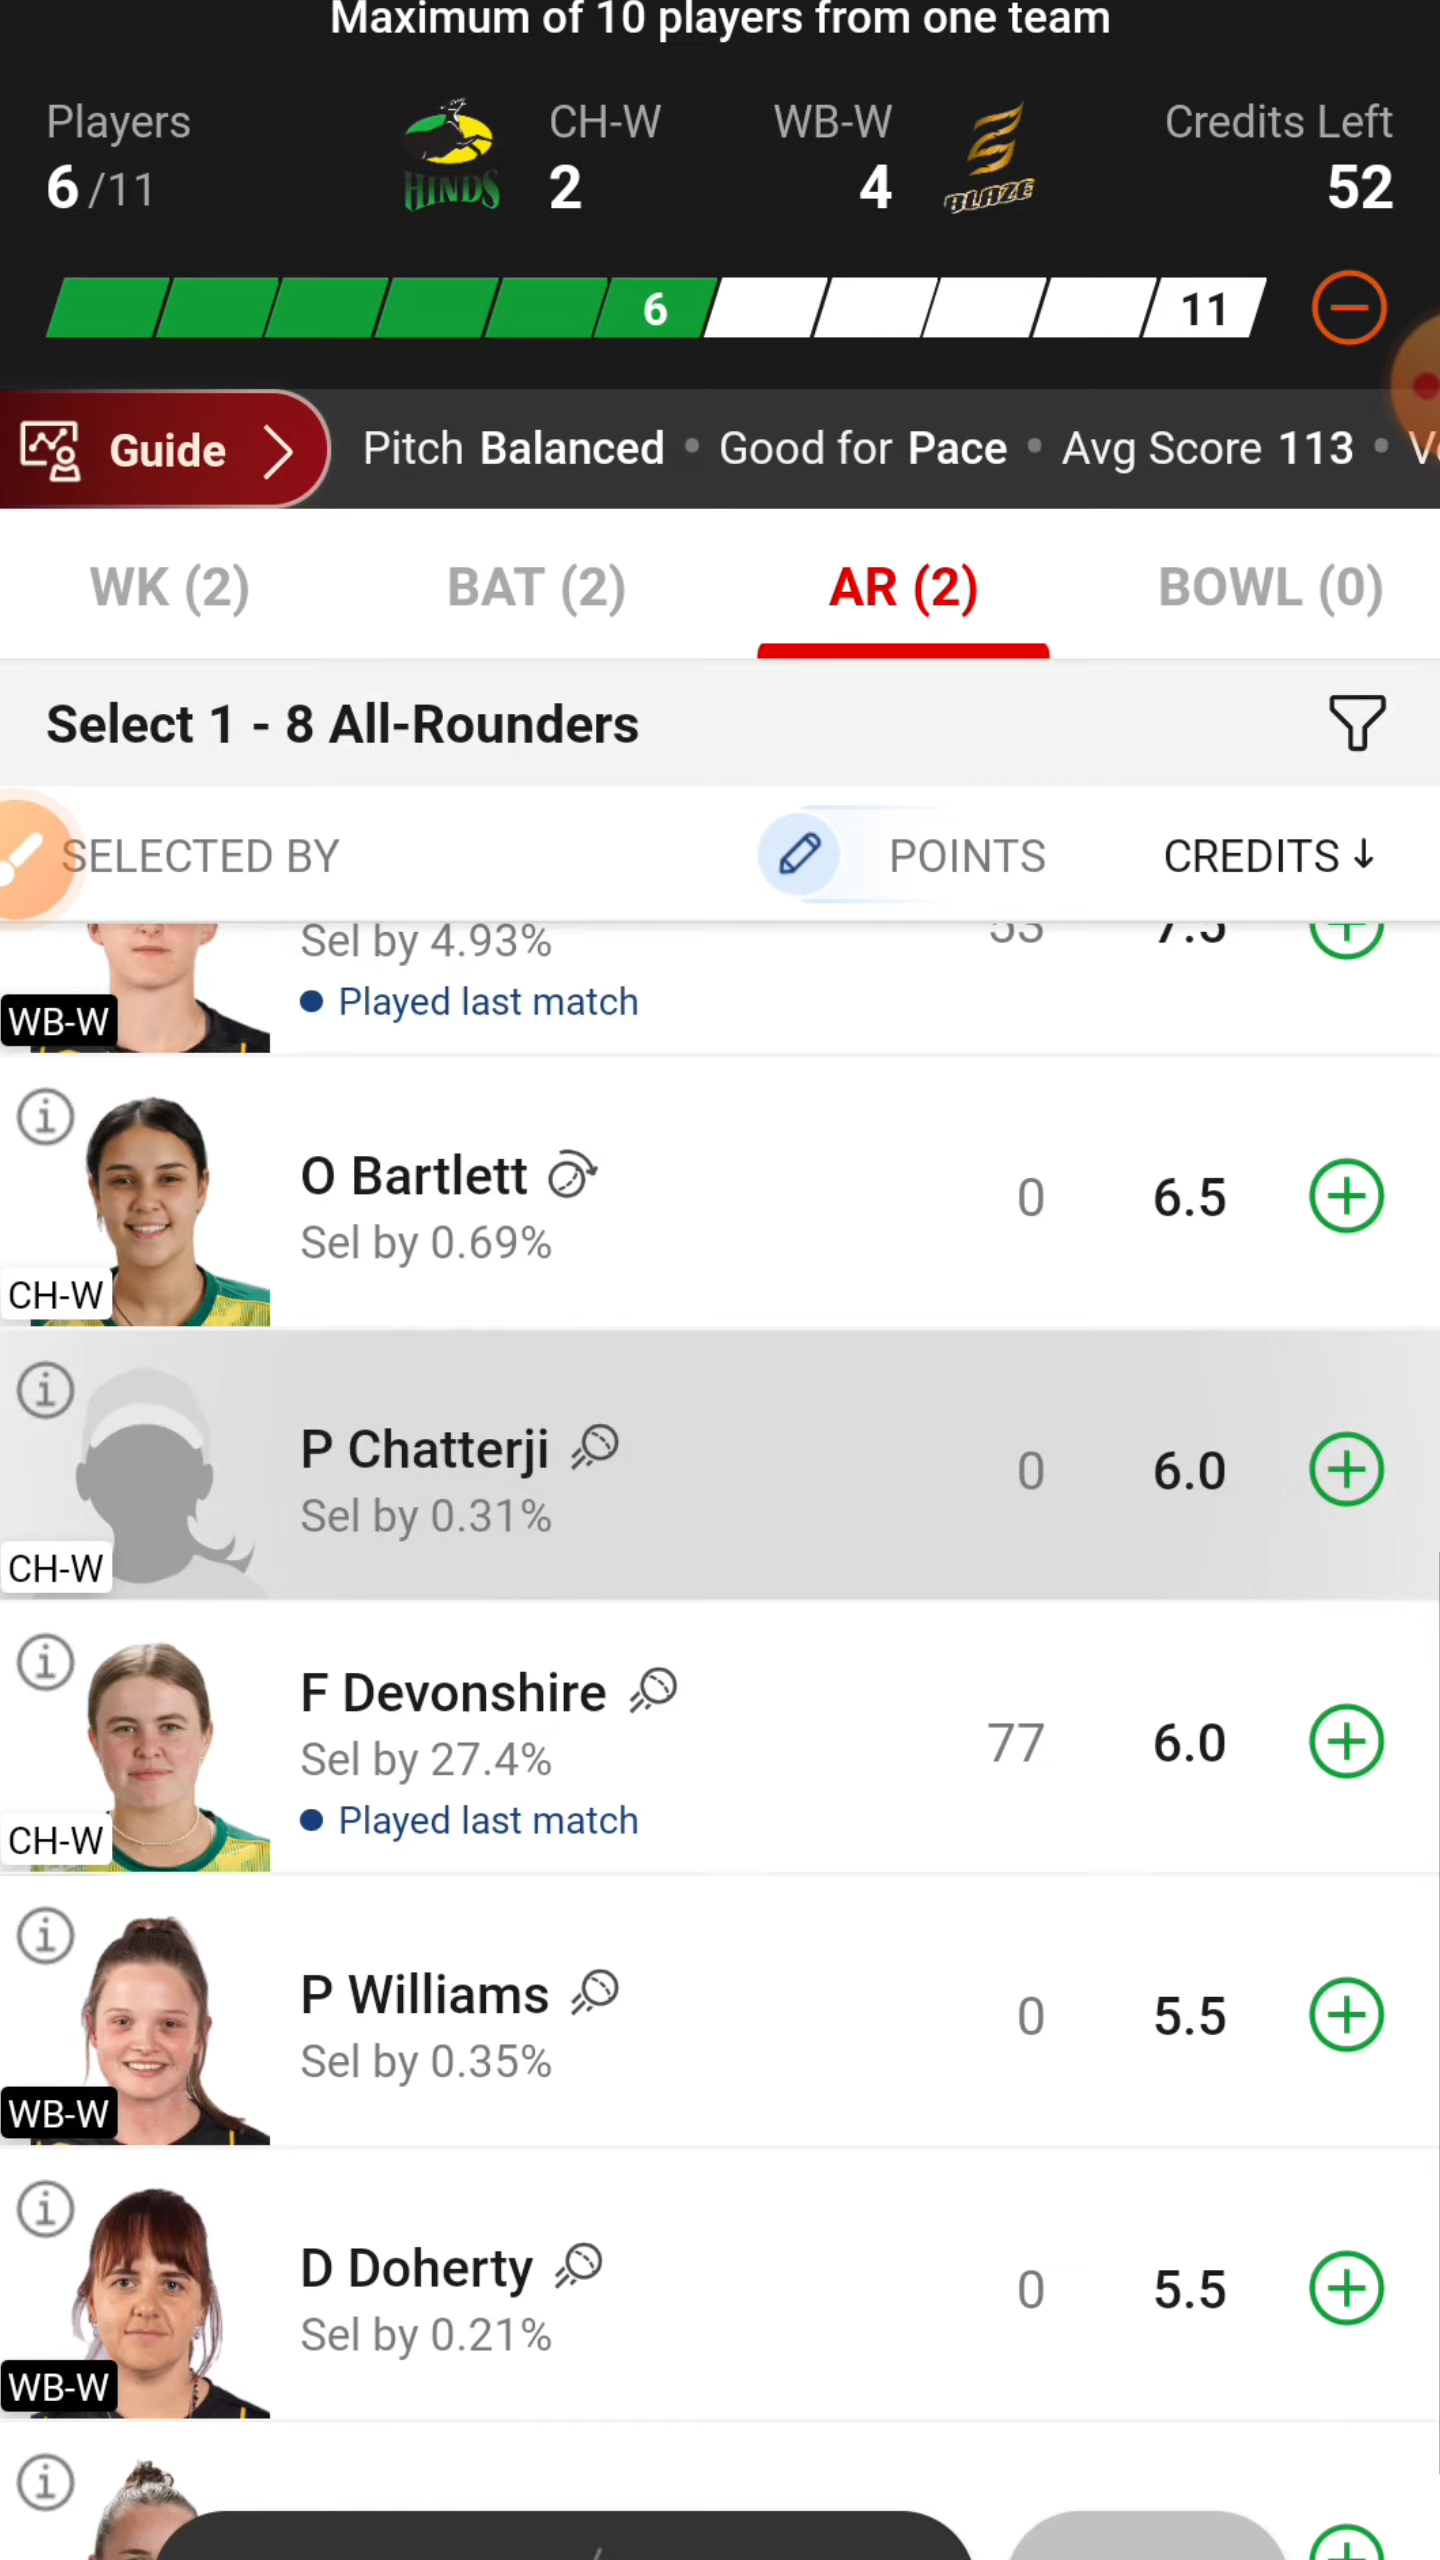 Maximum of 10 players from one team
Players
6 /11
HINDS
CH-W
2
WB-W
4
BLAZE
Credits Left
52
6
11
Guide
Pitch Balanced • Good for Pace • Avg Score 113 •
WK (2)
BAT (2)
AR (2)
BOWL (0)
Select 1 - 8 All-Rounders
SELECTED BY
POINTS
CREDITS ↓
Sel by 4.93%
53
7.5
Played last match
WB-W
O Bartlett
Sel by 0.69%
0
6.5
CH-W
P Chatterji
Sel by 0.31%
0
6.0
CH-W
F Devonshire
Sel by 27.4%
Played last match
77
6.0
CH-W
P Williams
Sel by 0.35%
0
5.5
WB-W
D Doherty
Sel by 0.21%
0
5.5
WB-W